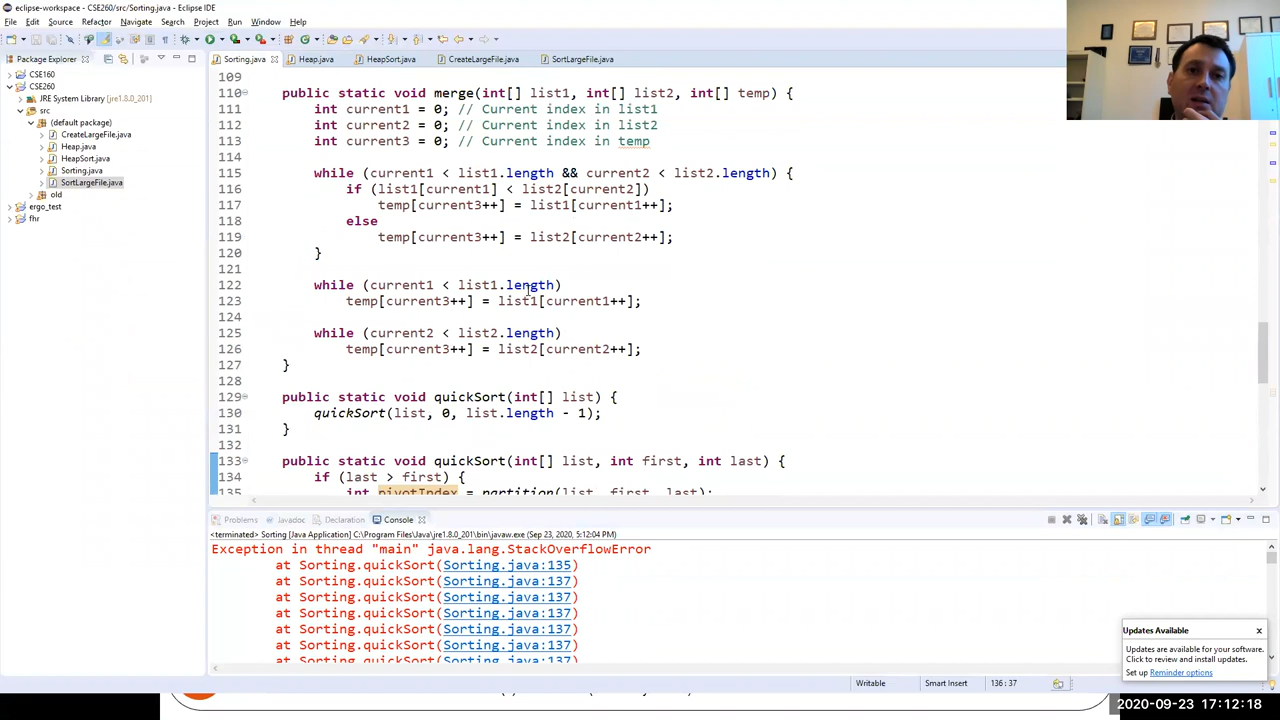 eclipse-workspace - CSE260/src/Sorting.java - Eclipse IDE
File Edit Source Refactor Navigate Search Project Run Window Help
Package Explorer
Sorting.java Heap.java HeapSort.java CreateLargeFile.java SortLargeFile.java
CSE160
CSE260
JRE System Library [jre1.8.0_201]
src
(default package)
CreateLargeFile.java
Heap.java
HeapSort.java
Sorting.java
SortLargeFile.java
old
ergo_test
fhr
109
110 public static void merge(int[] list1, int[] list2, int[] temp) {
111 int current1 = 0; // Current index in list1
112 int current2 = 0; // Current index in list2
113 int current3 = 0; // Current index in temp
114
115 while (current1 < list1.length && current2 < list2.length) {
116 if (list1[current1] < list2[current2])
117 temp[current3++] = list1[current1++];
118 else
119 temp[current3++] = list2[current2++];
120 }
121
122 while (current1 < list1.length)
123 temp[current3++] = list1[current1++];
124
125 while (current2 < list2.length)
126 temp[current3++] = list2[current2++];
127 }
128
129 public static void quickSort(int[] list) {
130 quickSort(list, 0, list.length - 1);
131 }
132
133 public static void quickSort(int[] list, int first, int last) {
134 if (last > first) {
135 int pivotIndex = partition(list, first, last);
Problems Javadoc Declaration Console
<terminated> Sorting [Java Application] C:\Program Files\Java\jre1.8.0_201\bin\javaw.exe (Sep 23, 2020, 5:12:04 PM)
Exception in thread "main" java.lang.StackOverflowError
at Sorting.quickSort(Sorting.java:135)
at Sorting.quickSort(Sorting.java:137)
at Sorting.quickSort(Sorting.java:137)
at Sorting.quickSort(Sorting.java:137)
at Sorting.quickSort(Sorting.java:137)
at Sorting.quickSort(Sorting.java:137)
at Sorting.quickSort(Sorting.java:137)
Updates Available
Updates are available for your software.
Click to review and install updates.
Set up Reminder options
Writable Smart Insert 136 : 37
2020-09-23 17:12:18